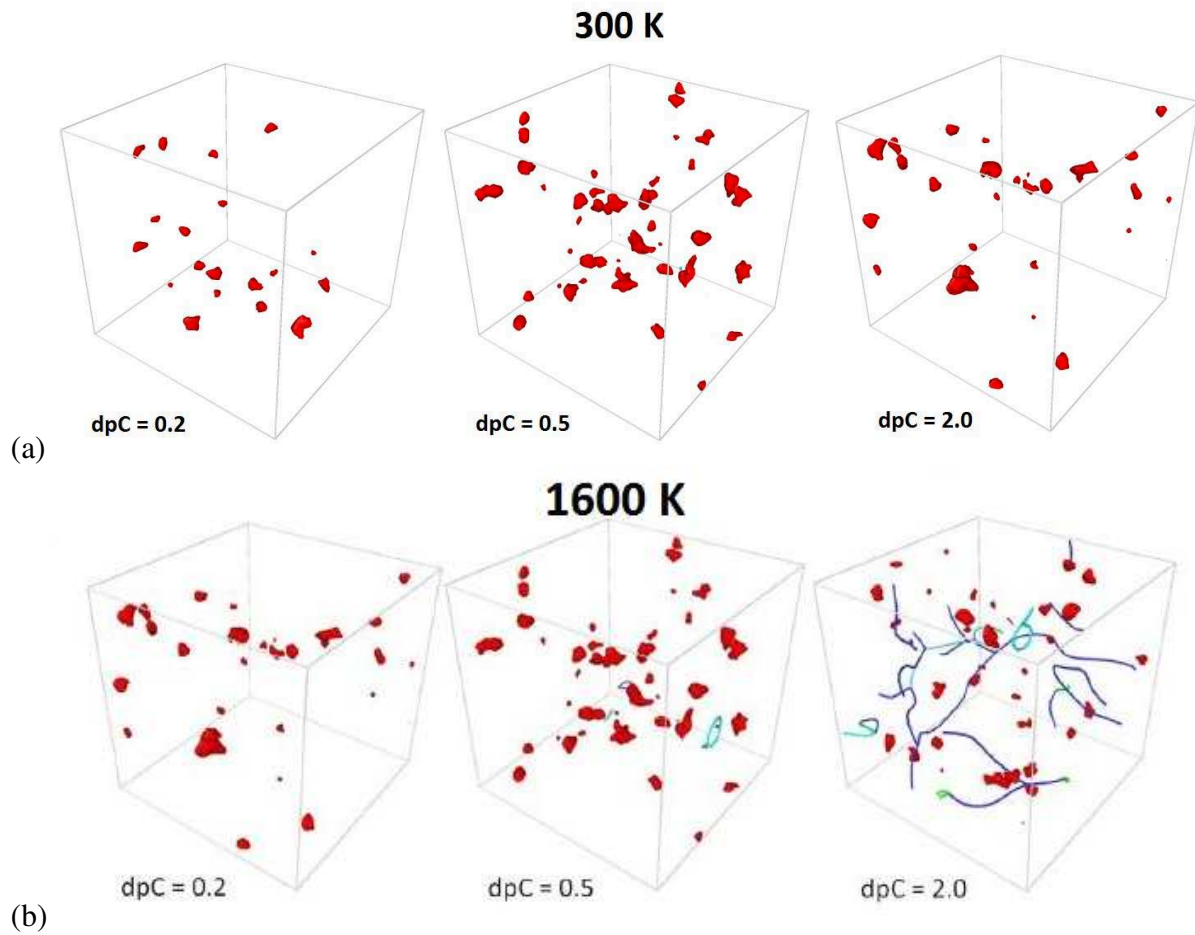 300 K
dpC = 0.2 dpC = 0.5 dpC = 2.0
(a)
1600 K
dpC = 0.2 dpC = 0.5 dpC = 2.0
(b)